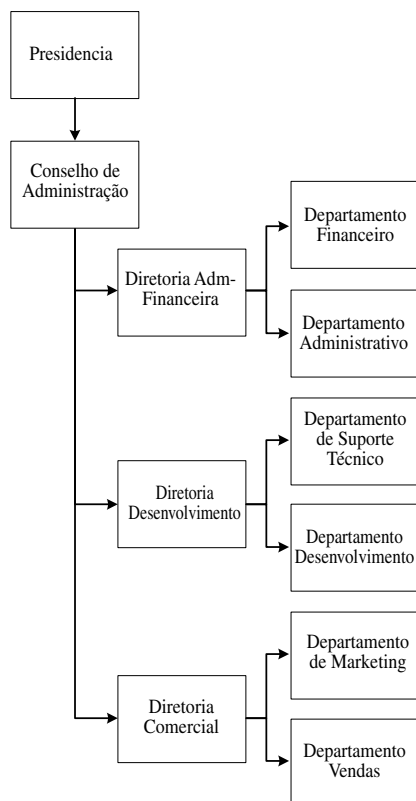 Presidencia
Conselho de
Administração
Diretoria Adm-
Financeira
Departamento
Financeiro
Departamento
Administrativo
Diretoria
Desenvolvimento
Departamento
de Suporte
Técnico
Departamento
Desenvolvimento
Diretoria
Comercial
Departamento
de Marketing
Departamento
Vendas